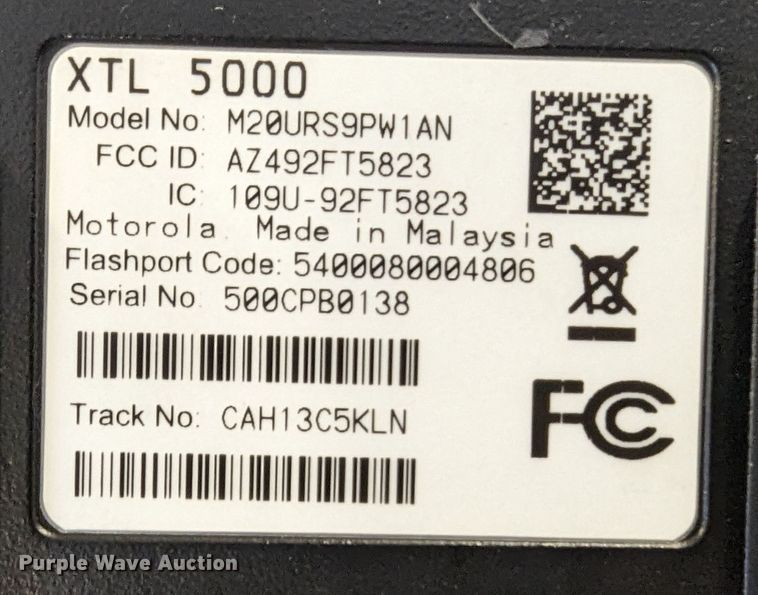 XTL 5000
Model No: M20URS9PW1AN
FCC ID: AZ492FT5823
IC: 109U-92FT5823
Motorola. Made in Malaysia
Flashport Code: 5400080004806
Serial No: 500CPB0138
Track No: CAH13C5KLN
FC
Purple Wave Auction